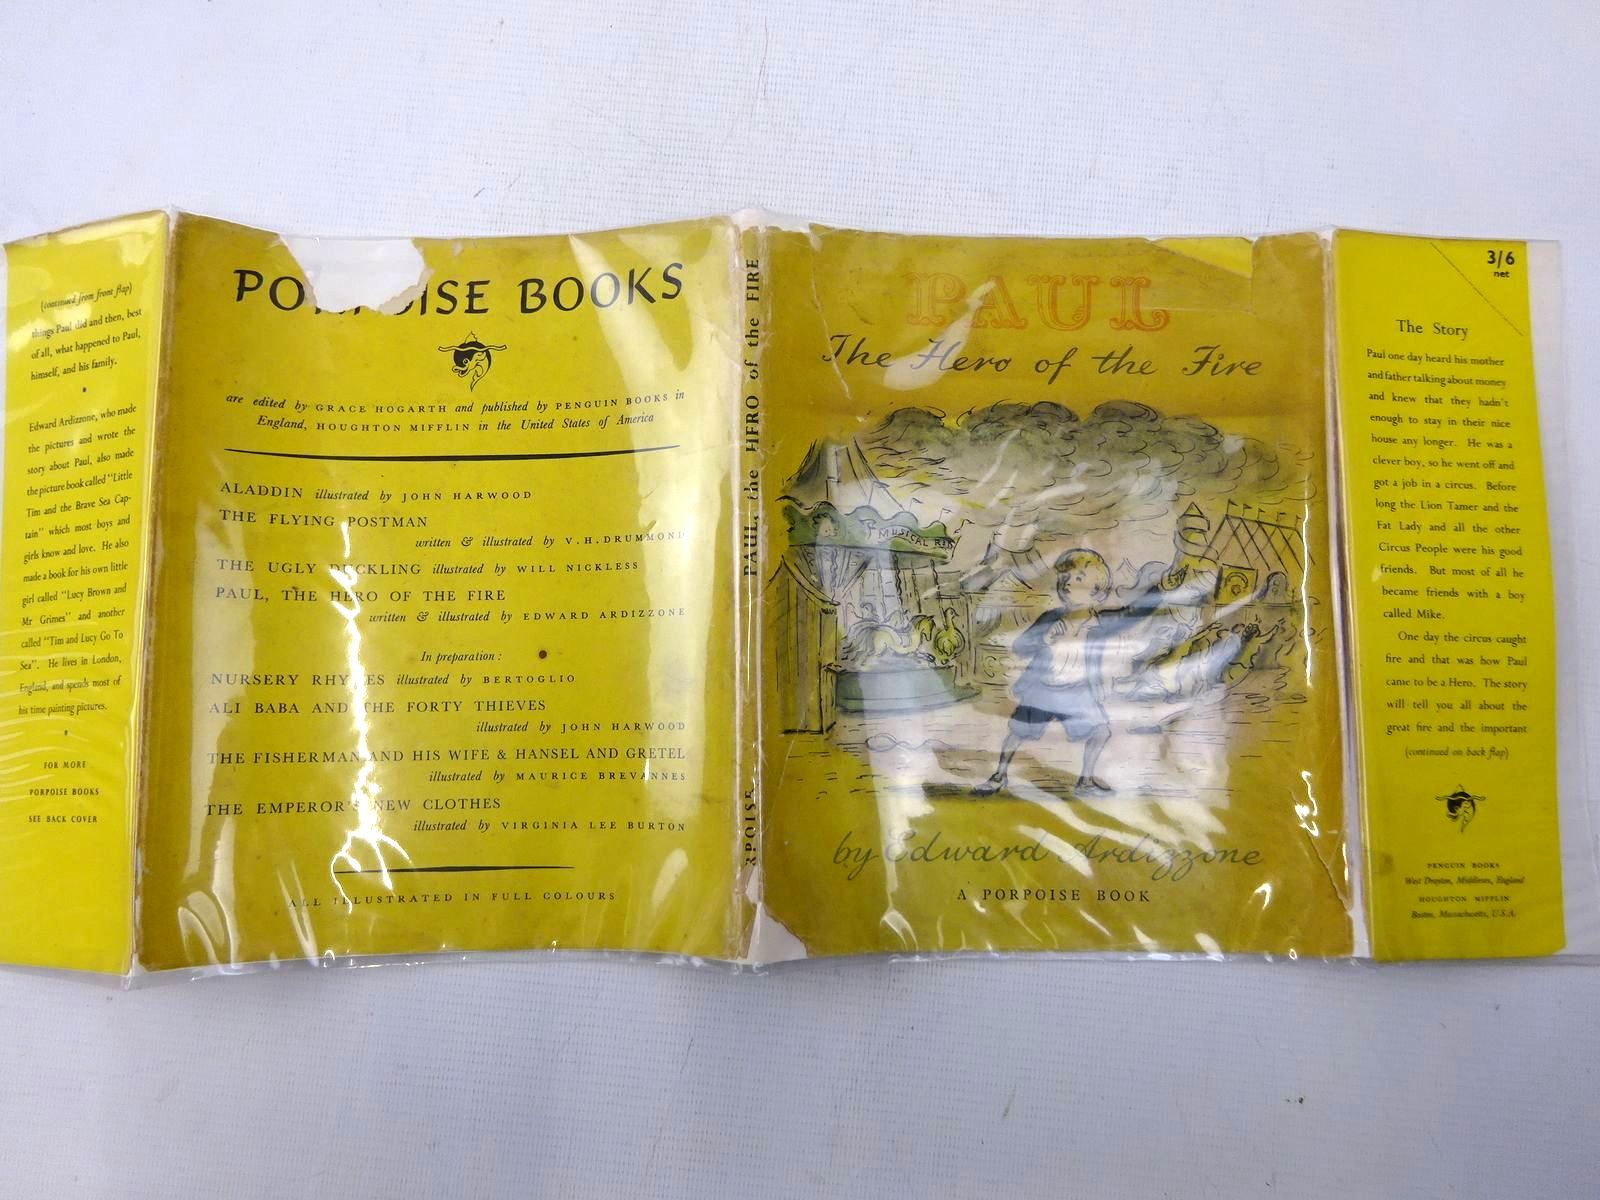 (continued from front flap)
things Paul did and then, best
of all, what happened to Paul,
himself, and his family.
Edward Ardizzone, who made
the pictures and wrote the
story about Paul, also made
the picture book called "Little
Tim and the Brave Sea Cap-
tain" which most boys and
girls know and love. He also
made a book for his own little
girl called "Lucy Brown and
Mr Grimes" and another
called "Tim and Lucy Go To
Sea". He lives in London,
England, and spends most of
his time painting pictures.
FOR MORE
PORPOISE BOOKS
SEE BACK COVER
PORPOISE BOOKS
are edited by GRACE HOGARTH and published by PENGUIN BOOKS in
England, HOUGHTON MIFFLIN in the United States of America
ALADDIN illustrated by JOHN HARWOOD
THE FLYING POSTMAN
written & illustrated by V. H. DRUMMOND
THE UGLY DUCKLING illustrated by WILL NICKLESS
PAUL, THE HERO OF THE FIRE
written & illustrated by EDWARD ARDIZZONE
In preparation :
NURSERY RHYMES illustrated by BERTOGLIO
ALI BABA AND THE FORTY THIEVES
illustrated by JOHN HARWOOD
THE FISHERMAN AND HIS WIFE & HANSEL AND GRETEL
illustrated by MAURICE BREVANNES
THE EMPEROR'S NEW CLOTHES
illustrated by VIRGINIA LEE BURTON
ALL ILLUSTRATED IN FULL COLOURS
PAUL, the HERO of the FIRE
RPOISE
PAUL
The Hero of the Fire
MUSICAL
by Edward Ardizzone
A PORPOISE BOOK
3/6
net
The Story
Paul one day heard his mother
and father talking about money
and knew that they hadn't
enough to stay in their nice
house any longer. He was a
clever boy, so he went off and
got a job in a circus. Before
long the Lion Tamer and the
Fat Lady and all the other
Circus People were his good
friends. But most of all he
became friends with a boy
called Mike.
One day the circus caught
fire and that was how Paul
came to be a Hero. The story
will tell you all about the
great fire and the important
(continued on back flap)
PENGUIN BOOKS
West Drayton, Middlesex, England
HOUGHTON MIFFLIN
Boston, Massachusetts, U.S.A.